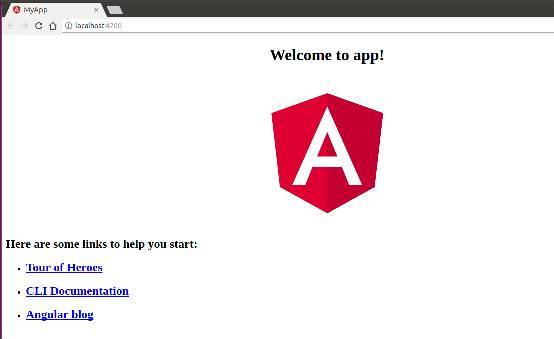 MyApp
localhost:4200
Welcome to app!
A
Here are some links to help you start:
Tour of Heroes
CLI Documentation
Angular blog